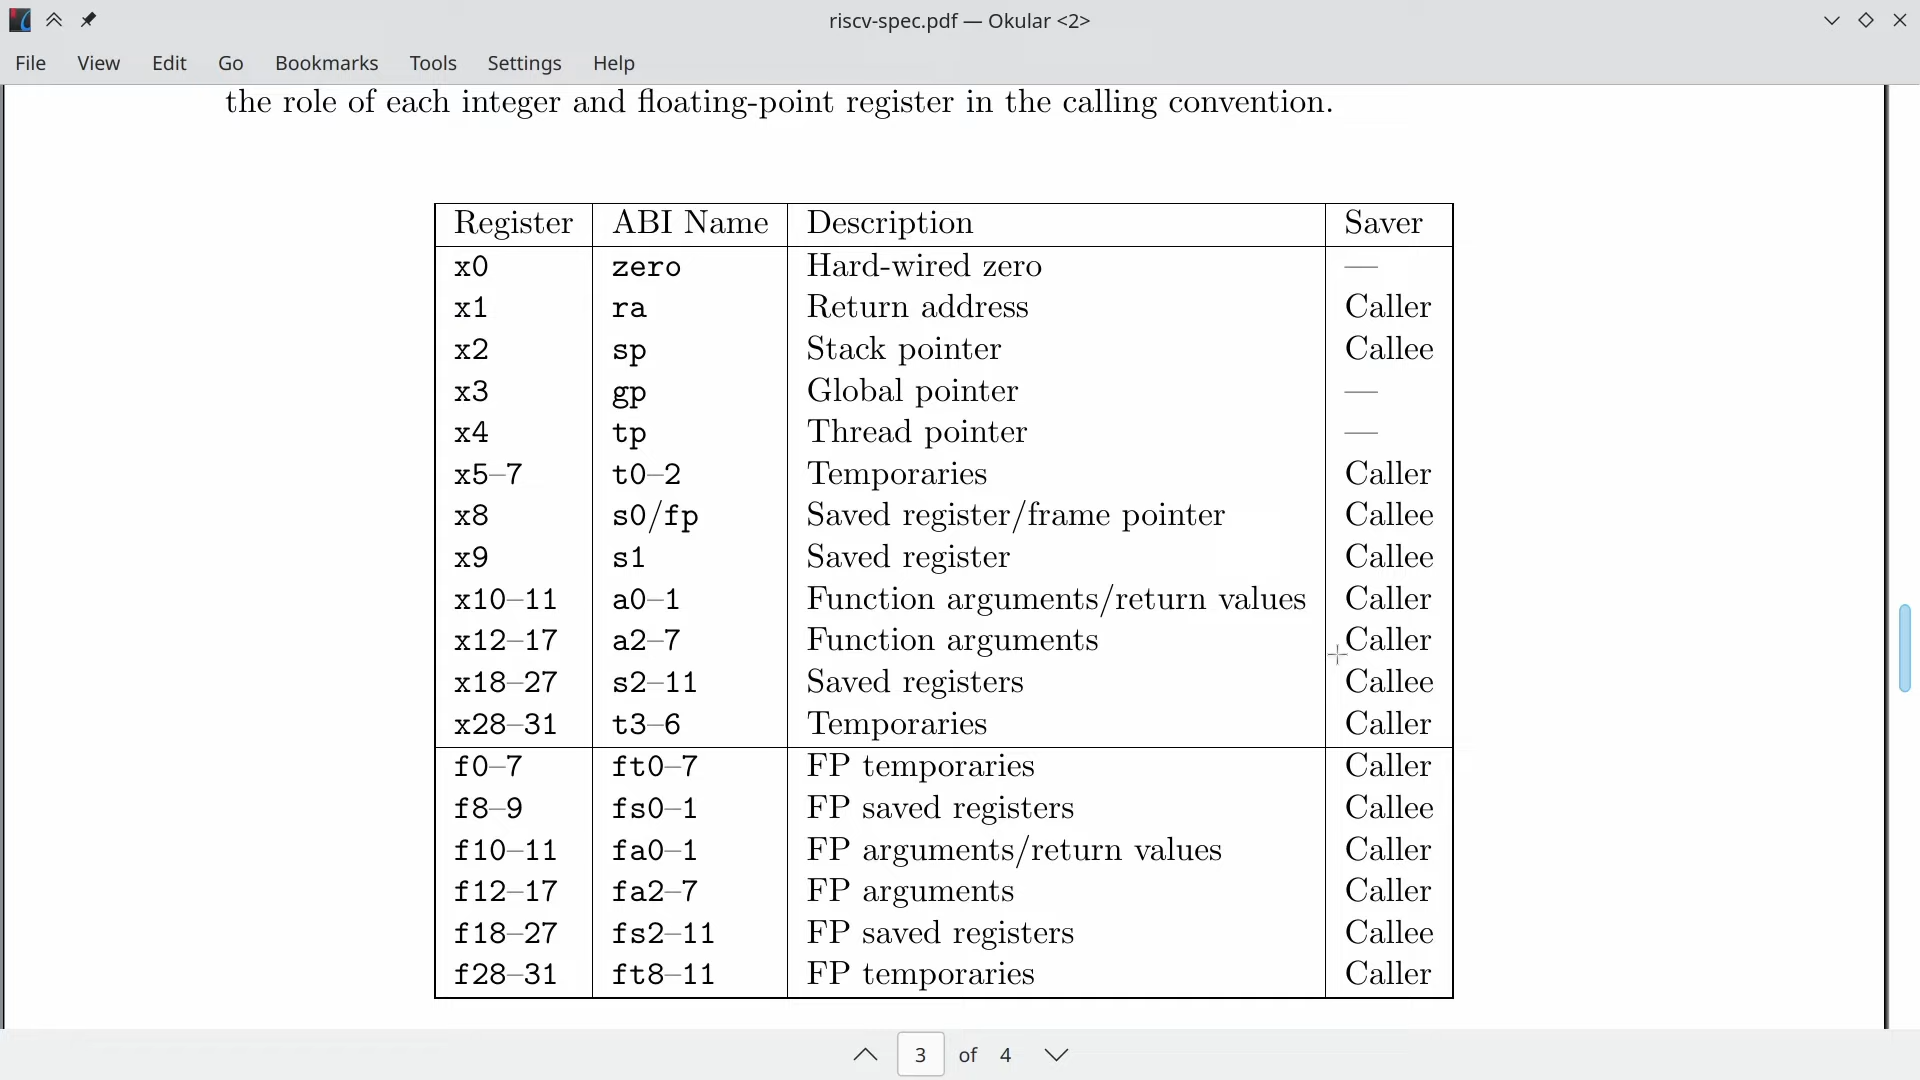 riscv-spec.pdf — Okular <2>
File View Edit Go Bookmarks Tools Settings Help
the role of each integer and floating-point register in the calling convention.
Register ABI Name Description Saver
x0 zero Hard-wired zero —
x1 ra Return address Caller
x2 sp Stack pointer Callee
x3 gp Global pointer —
x4 tp Thread pointer —
x5–7 t0–2 Temporaries Caller
x8 s0/fp Saved register/frame pointer Callee
x9 s1 Saved register Callee
x10–11 a0–1 Function arguments/return values Caller
x12–17 a2–7 Function arguments Caller
x18–27 s2–11 Saved registers Callee
x28–31 t3–6 Temporaries Caller
f0–7 ft0–7 FP temporaries Caller
f8–9 fs0–1 FP saved registers Callee
f10–11 fa0–1 FP arguments/return values Caller
f12–17 fa2–7 FP arguments Caller
f18–27 fs2–11 FP saved registers Callee
f28–31 ft8–11 FP temporaries Caller
3 of 4